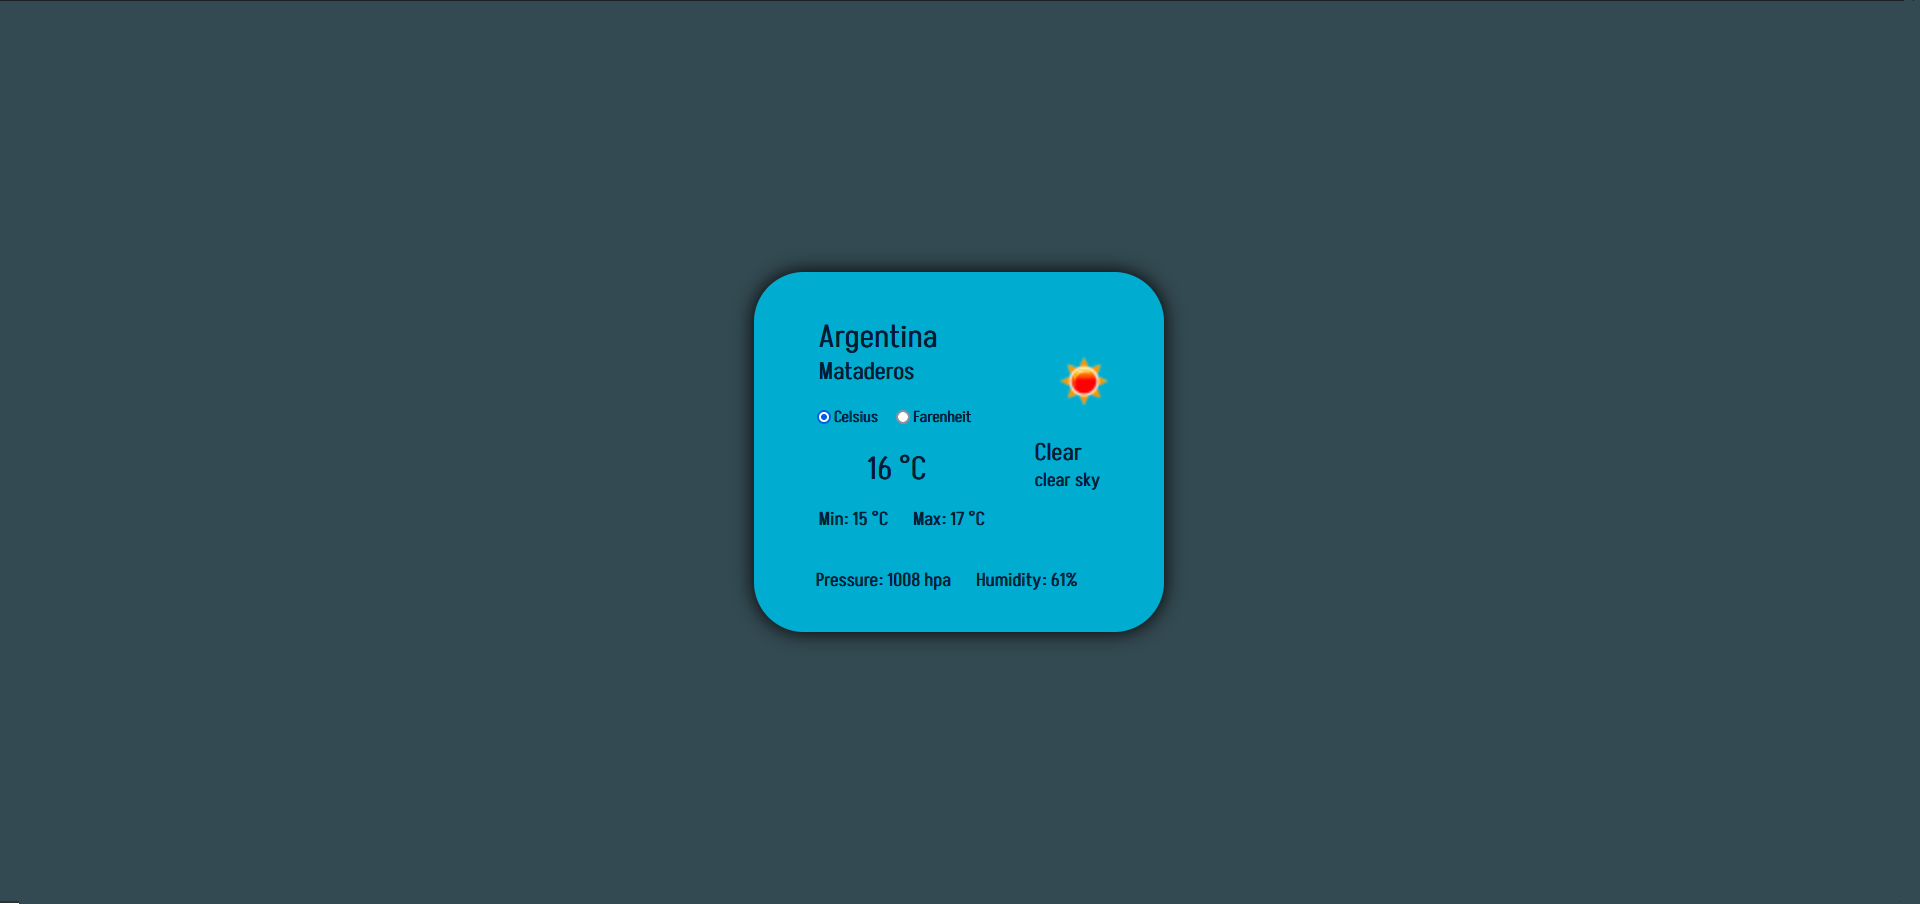 Argentina
Mataderos
Celsius Farenheit
16 °C
Clear
clear sky
Min: 15 °C Max: 17 °C
Pressure: 1008 hpa Humidity: 61%